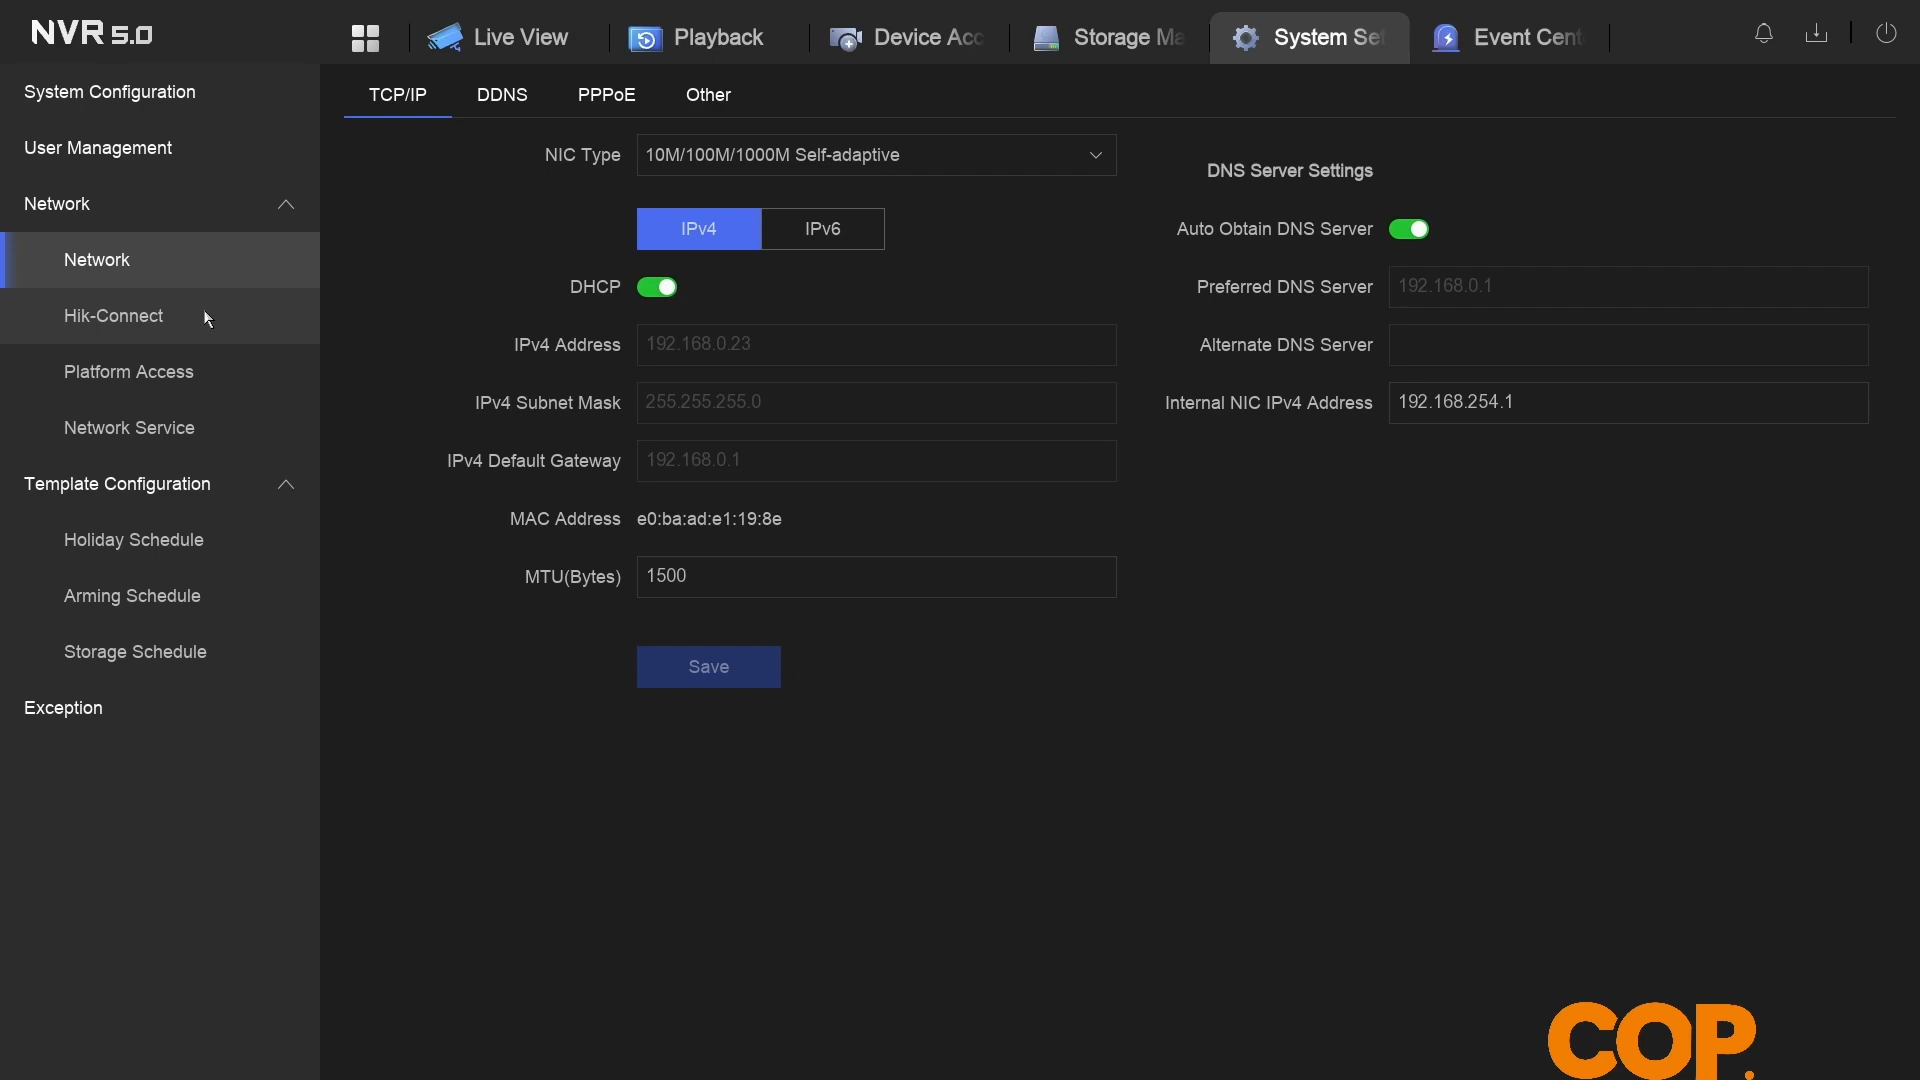 NVR 5.0
Live View
Playback
Device Acc
Storage Ma
System Set
Event Cent
System Configuration
User Management
Network
Network
Hik-Connect
Platform Access
Network Service
Template Configuration
Holiday Schedule
Arming Schedule
Storage Schedule
Exception
TCP/IP DDNS PPPoE Other
NIC Type 10M/100M/1000M Self-adaptive
IPv4 IPv6
DHCP
IPv4 Address 192.168.0.23
IPv4 Subnet Mask 255.255.255.0
IPv4 Default Gateway 192.168.0.1
MAC Address e0:ba:ad:e1:19:8e
MTU(Bytes) 1500
Save
DNS Server Settings
Auto Obtain DNS Server
Preferred DNS Server 192.168.0.1
Alternate DNS Server
Internal NIC IPv4 Address 192.168.254.1
COP.